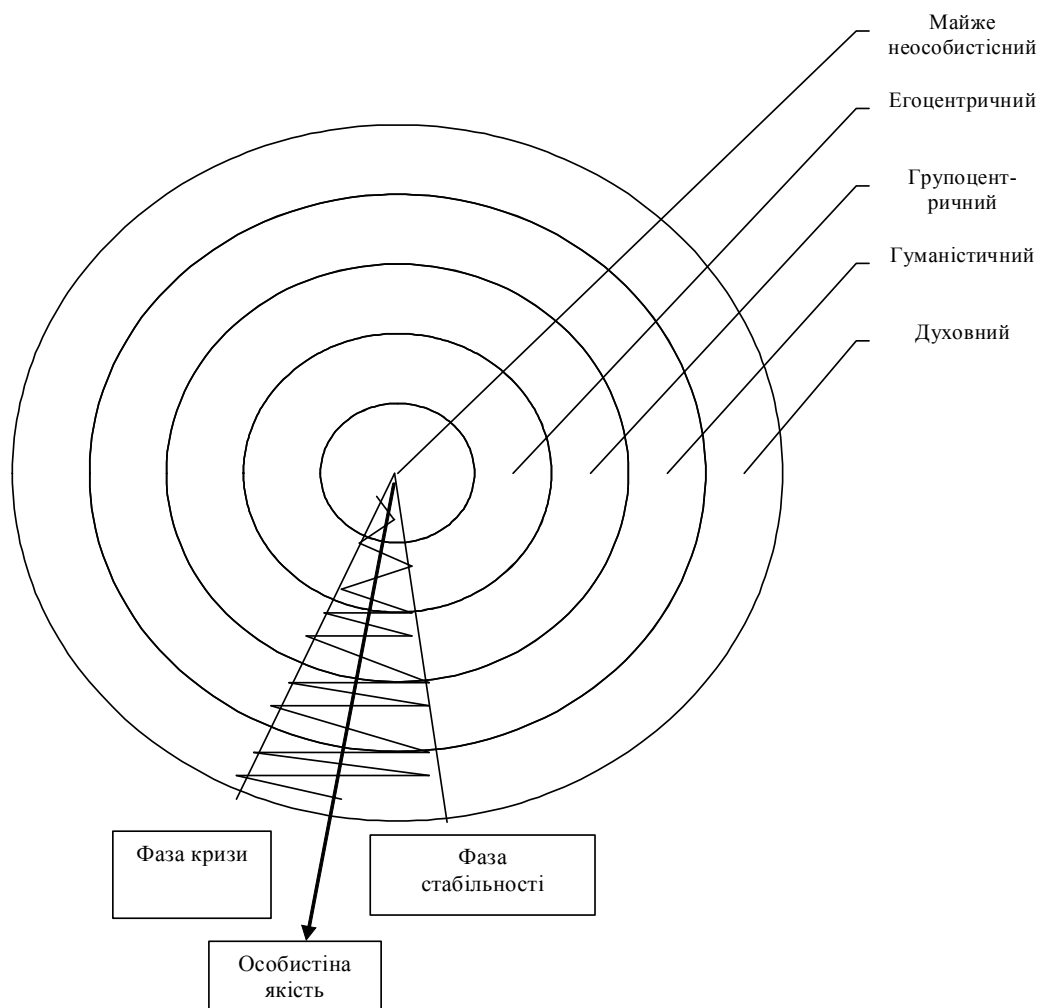 Майже
неособистісний
Егоцентричний
Групоцент-
ричний
Гуманістичний
Духовний
Фаза кризи
Фаза
стабільності
Особистіна
якість